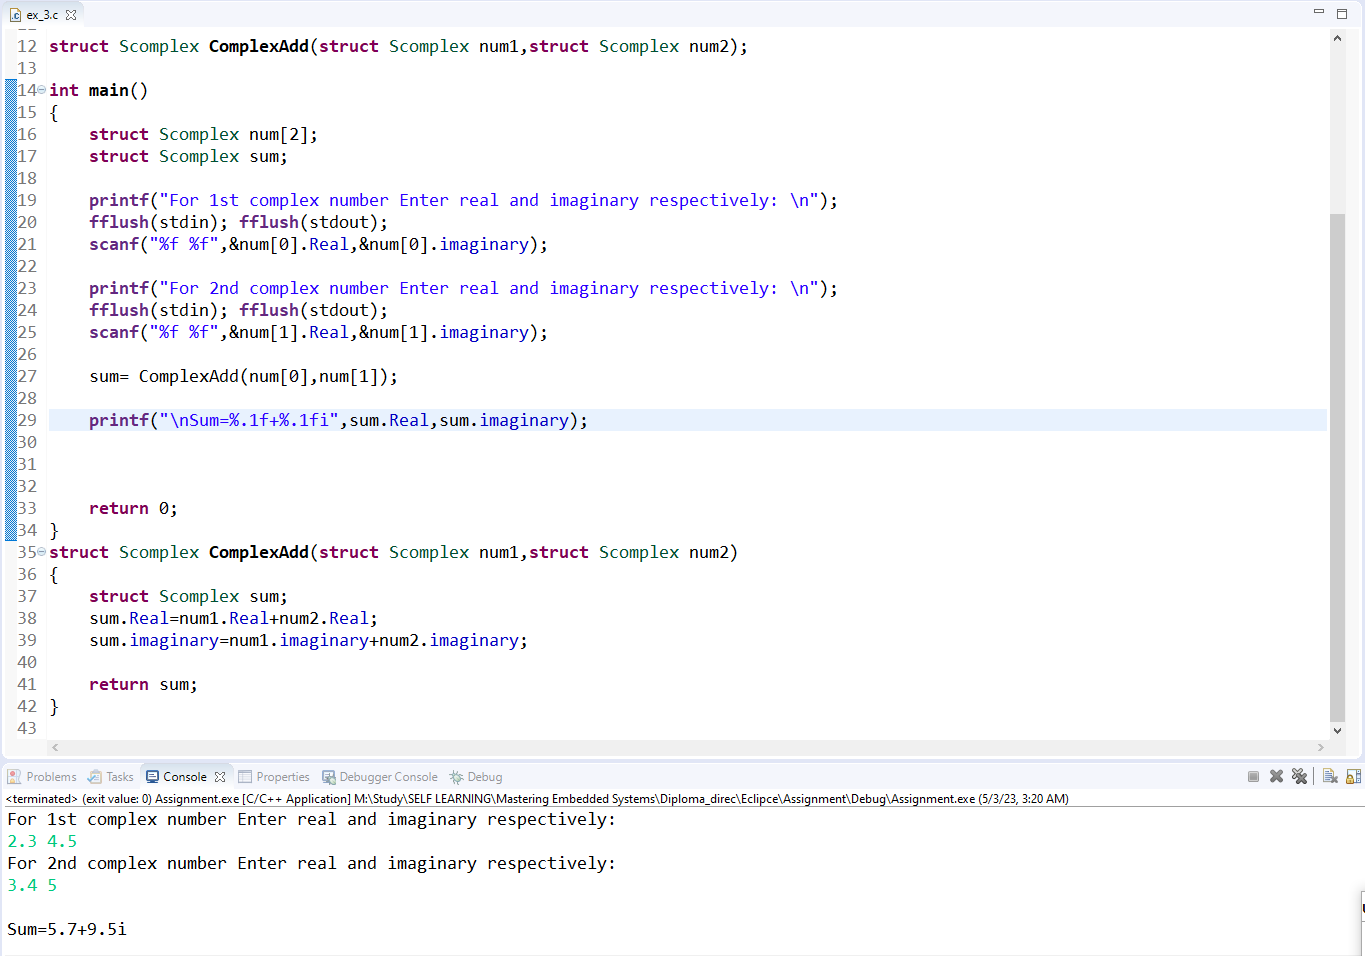 ex_3.c
12 struct Scomplex ComplexAdd(struct Scomplex num1,struct Scomplex num2);
13
14 int main()
15 {
16     struct Scomplex num[2];
17     struct Scomplex sum;
18
19     printf("For 1st complex number Enter real and imaginary respectively: \n");
20     fflush(stdin); fflush(stdout);
21     scanf("%f %f",&num[0].Real,&num[0].imaginary);
22
23     printf("For 2nd complex number Enter real and imaginary respectively: \n");
24     fflush(stdin); fflush(stdout);
25     scanf("%f %f",&num[1].Real,&num[1].imaginary);
26
27     sum= ComplexAdd(num[0],num[1]);
28
29     printf("\nSum=%.1f+%.1fi",sum.Real,sum.imaginary);
30
31
32
33     return 0;
34 }
35 struct Scomplex ComplexAdd(struct Scomplex num1,struct Scomplex num2)
36 {
37     struct Scomplex sum;
38     sum.Real=num1.Real+num2.Real;
39     sum.imaginary=num1.imaginary+num2.imaginary;
40
41     return sum;
42 }
43
Problems Tasks Console Properties Debugger Console Debug
<terminated> (exit value: 0) Assignment.exe [C/C++ Application] M:\Study\SELF LEARNING\Mastering Embedded Systems\Diploma_direc\Eclipce\Assignment\Debug\Assignment.exe (5/3/23, 3:20 AM)
For 1st complex number Enter real and imaginary respectively:
2.3 4.5
For 2nd complex number Enter real and imaginary respectively:
3.4 5

Sum=5.7+9.5i